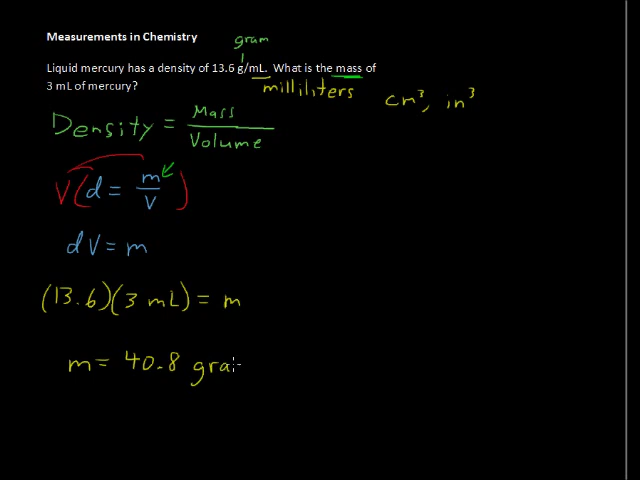 Measurements in Chemistry
gram
Liquid mercury has a density of 13.6 g/mL. What is the mass of
3 mL of mercury?
milliliters cm³, in³
Density = Mass / Volume
V(d = m/V)
dV = m
(13.6)(3 mL) = m
m = 40.8 gra